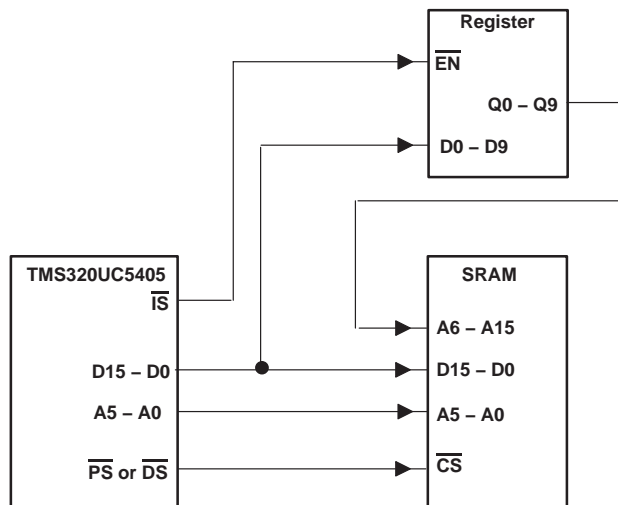 Register
EN
Q0 – Q9
D0 – D9
TMS320UC5405
IS
D15 – D0
A5 – A0
PS or DS
SRAM
A6 – A15
D15 – D0
A5 – A0
CS